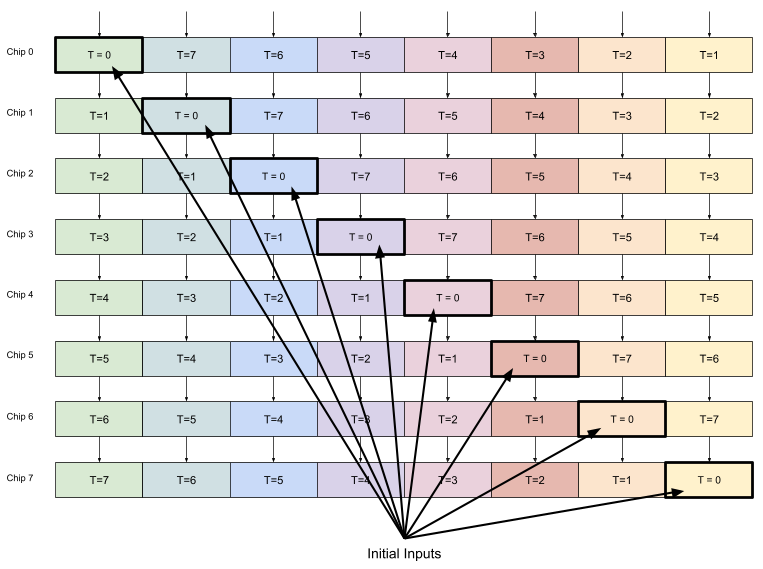 Chip 0 T = 0 T=7 T=6 T=5 T=4 T=3 T=2 T=1
Chip 1 T=1 T = 0 T=7 T=6 T=5 T=4 T=3 T=2
Chip 2 T=2 T=1 T = 0 T=7 T=6 T=5 T=4 T=3
Chip 3 T=3 T=2 T=1 T = 0 T=7 T=6 T=5 T=4
Chip 4 T=4 T=3 T=2 T=1 T = 0 T=7 T=6 T=5
Chip 5 T=5 T=4 T=3 T=2 T=1 T = 0 T=7 T=6
Chip 6 T=6 T=5 T=4 T=3 T=2 T=1 T = 0 T=7
Chip 7 T=7 T=6 T=5 T=4 T=3 T=2 T=1 T = 0
Initial Inputs